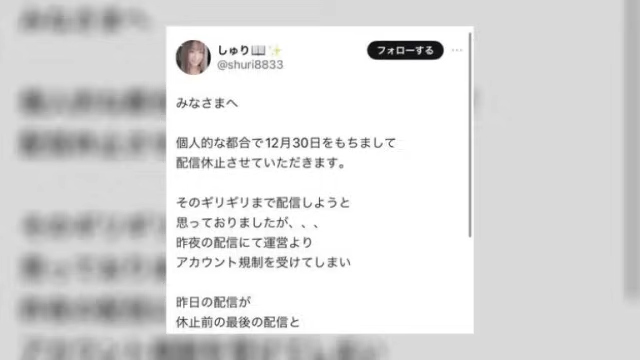 しゅり📖✨
フォローする
@shuri8833
みなさまへ
個人的な都合で12月30日をもちまして
配信休止させていただきます。
そのギリギリまで配信しようと
思っておりましたが、、、
昨夜の配信にて運営より
アカウント規制を受けてしまい
昨日の配信が
休止前の最後の配信と